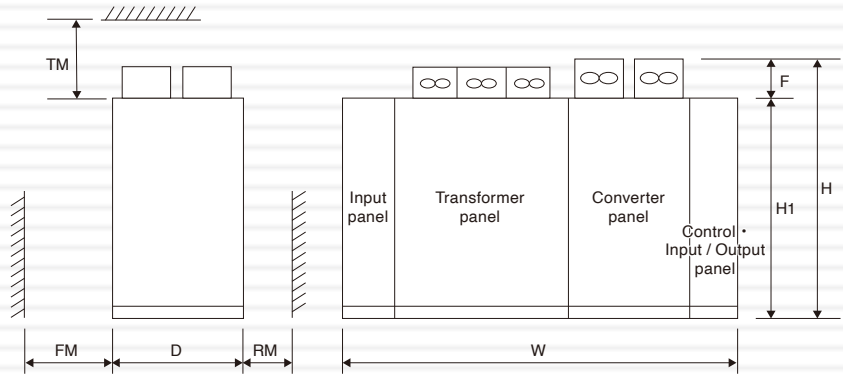 TM
F
H
H1
Input
panel
Transformer
panel
Converter
panel
Control・
Input / Output
panel
FM
D
RM
W